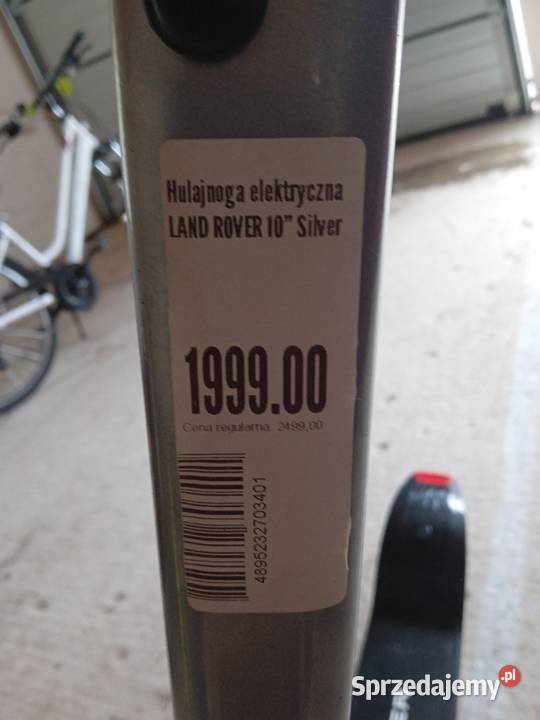 Hulajnoga elektryczna
LAND ROVER 10" Silver
1999.00
Cena regularna 2499,00
4895232703401
Sprzedajemy.pl